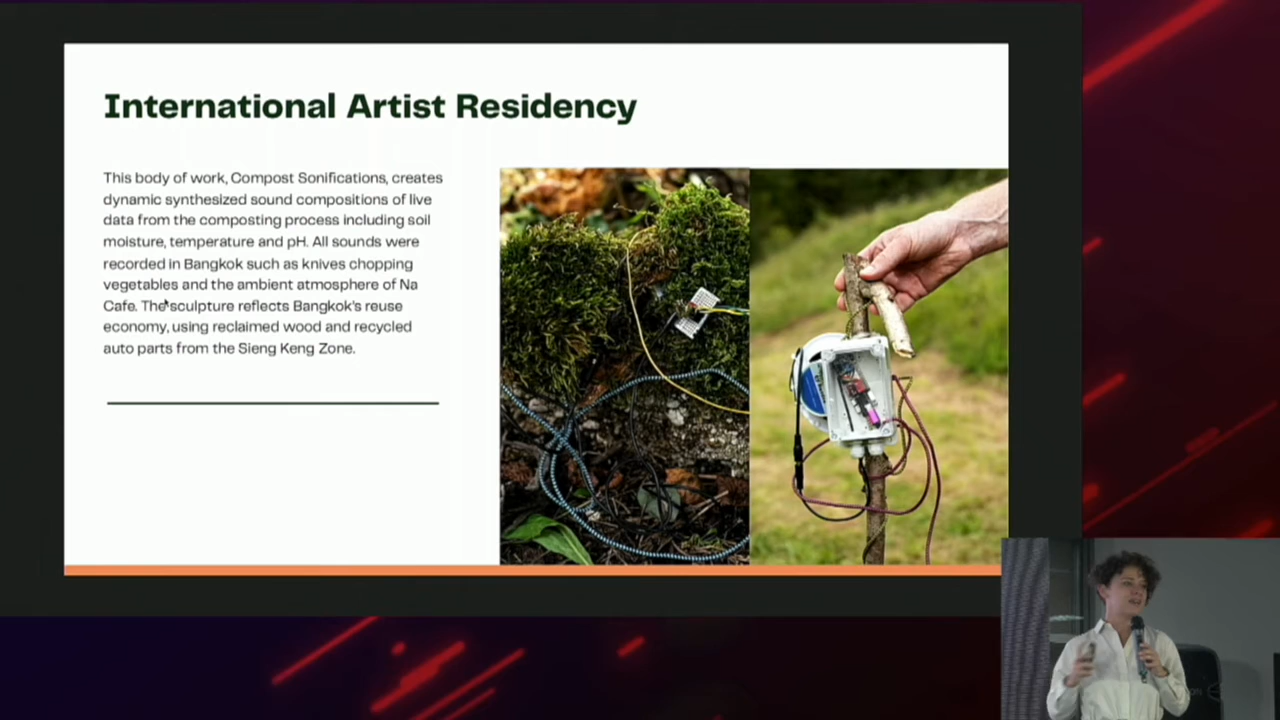 International Artist Residency
This body of work, Compost Sonifications, creates
dynamic synthesized sound compositions of live
data from the composting process including soil
moisture, temperature and pH. All sounds were
recorded in Bangkok such as knives chopping
vegetables and the ambient atmosphere of Na
Cafe. The sculpture reflects Bangkok's reuse
economy, using reclaimed wood and recycled
auto parts from the Sieng Keng Zone.